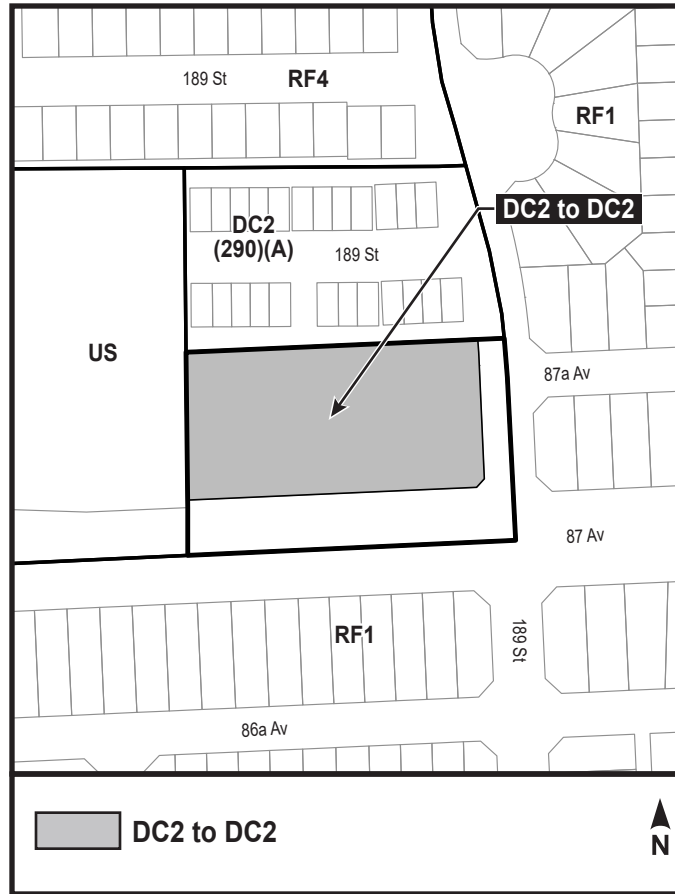 189 St
RF4
RF1
DC2 to DC2
DC2
(290)(A)
189 St
US
87a Av
87 Av
RF1
189 St
86a Av
DC2 to DC2
N